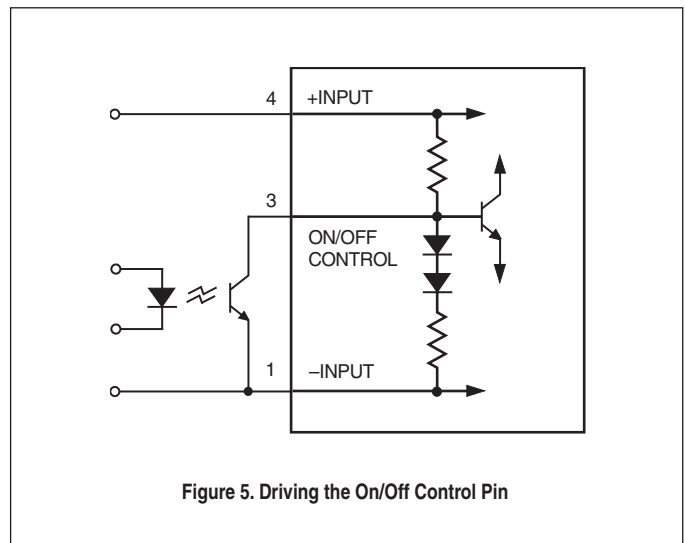 4 +INPUT
3
ON/OFF
CONTROL
1 –INPUT
Figure 5. Driving the On/Off Control Pin